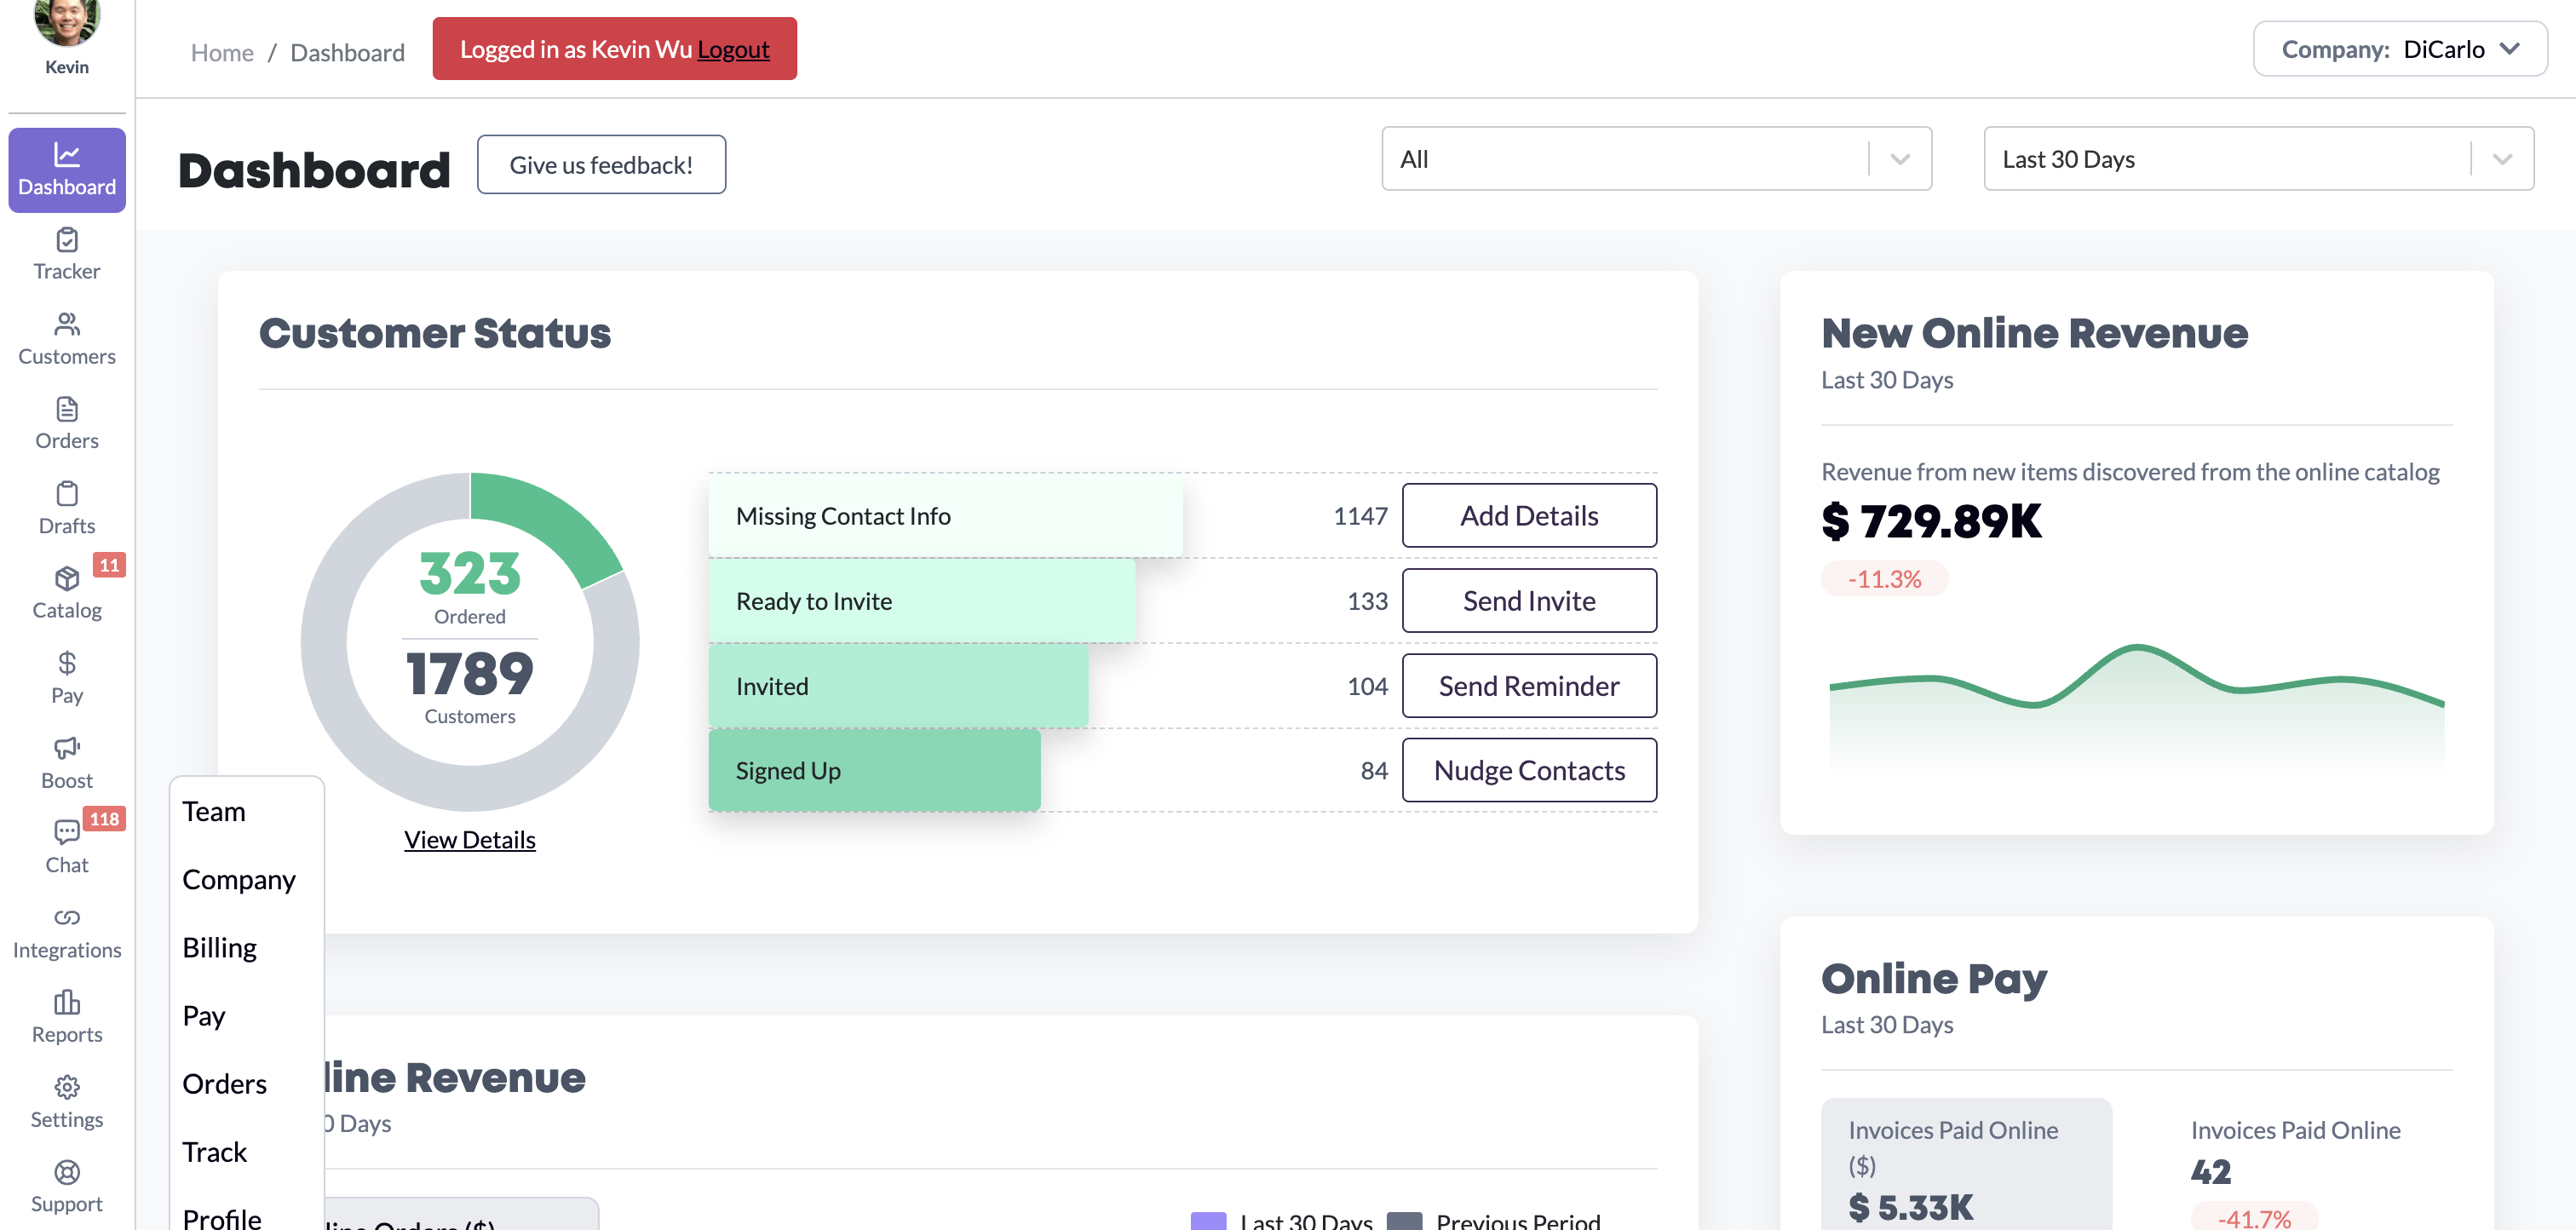 Kevin
Dashboard
Tracker
Customers
Orders
Drafts
11
Catalog
Pay
Boost
118
Chat
Integrations
Reports
Settings
Support
Team
Company
Billing
Pay
Orders
Track
Profile
Home / Dashboard
Logged in as Kevin Wu Logout
Company: DiCarlo
Dashboard
Give us feedback!
All
Last 30 Days
Customer Status
323
Ordered
1789
Customers
View Details
Missing Contact Info 1147 Add Details
Ready to Invite 133 Send Invite
Invited 104 Send Reminder
Signed Up 84 Nudge Contacts
New Online Revenue
Last 30 Days
Revenue from new items discovered from the online catalog
$ 729.89K
-11.3%
line Revenue
0 Days
line Orders ($)
Last 30 Days Previous Period
Online Pay
Last 30 Days
Invoices Paid Online
($)
$ 5.33K
Invoices Paid Online
42
-41.7%